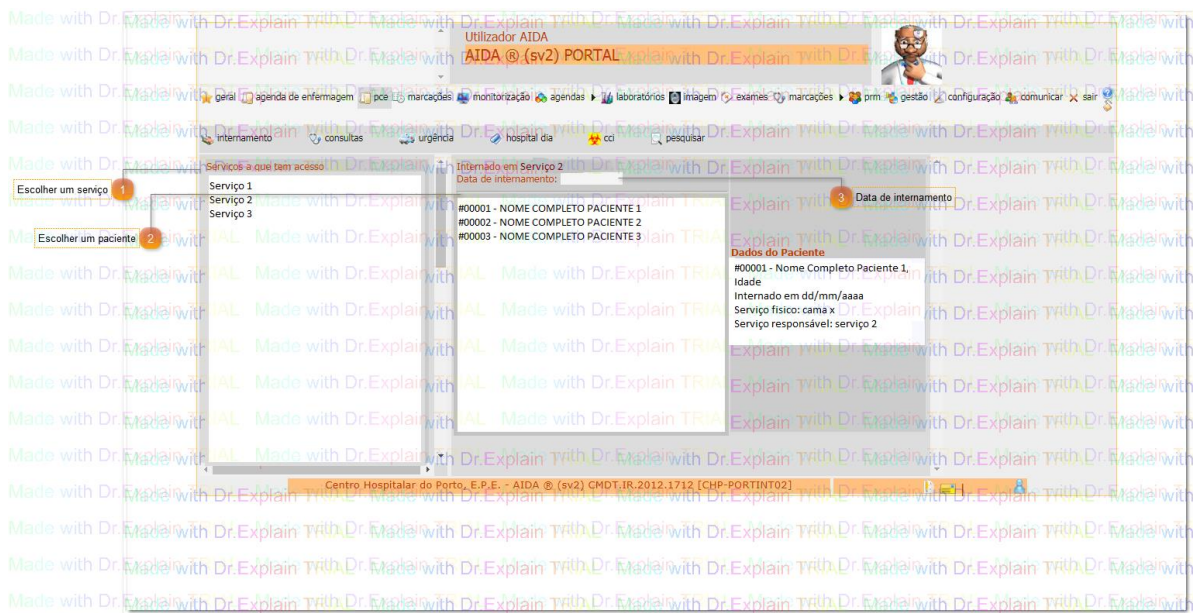 Utilizador AIDA
AIDA ® (sv2) PORTAL
geral agenda de enfermagem pce marcações monitorização agendas laboratórios imagem exames marcações prm gestão configuração comunicar sair
internamento consultas urgência hospital dia cci pesquisar
Serviços a que tem acesso
Serviço 1
Serviço 2
Serviço 3
Escolher um serviço 1
Escolher um paciente 2
Internado em Serviço 2
Data de internamento:
#00001 - NOME COMPLETO PACIENTE 1
#00002 - NOME COMPLETO PACIENTE 2
#00003 - NOME COMPLETO PACIENTE 3
3 Data de internamento
Dados do Paciente
#00001 - Nome Completo Paciente 1,
Idade
Internado em dd/mm/aaaa
Serviço fisico: cama x
Serviço responsável: serviço 2
Centro Hospitalar do Porto, E.P.E. - AIDA ® (sv2) CMDT.IR.2012.1712 [CHP-PORTINT02]
Made with Dr.Explain TRIAL